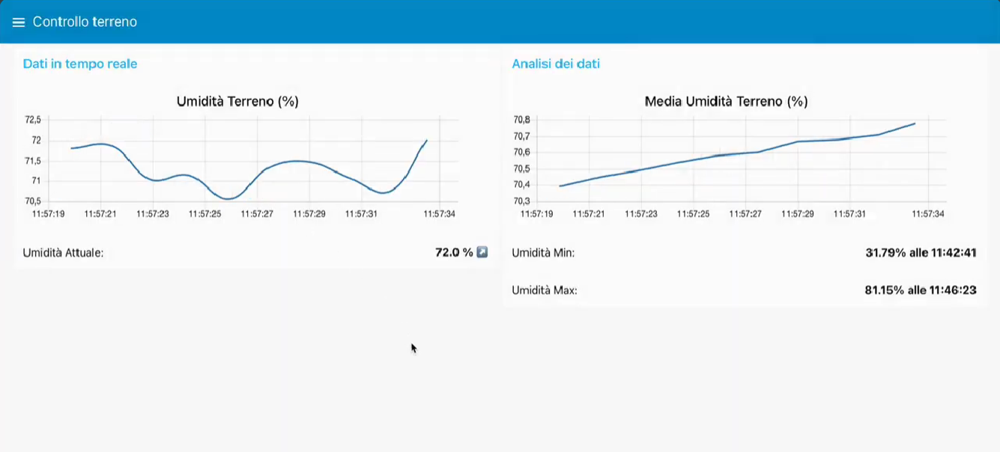 Controllo terreno
Dati in tempo reale
Umidità Terreno (%)
72,5
72
71,5
71
70,5
11:57:19 11:57:21 11:57:23 11:57:25 11:57:27 11:57:29 11:57:31 11:57:34
Umidità Attuale: 72.0 %
Analisi dei dati
Media Umidità Terreno (%)
70,8
70,7
70,6
70,5
70,4
70,3
11:57:19 11:57:21 11:57:23 11:57:25 11:57:27 11:57:29 11:57:31 11:57:34
Umidità Min: 31.79% alle 11:42:41
Umidità Max: 81.15% alle 11:46:23